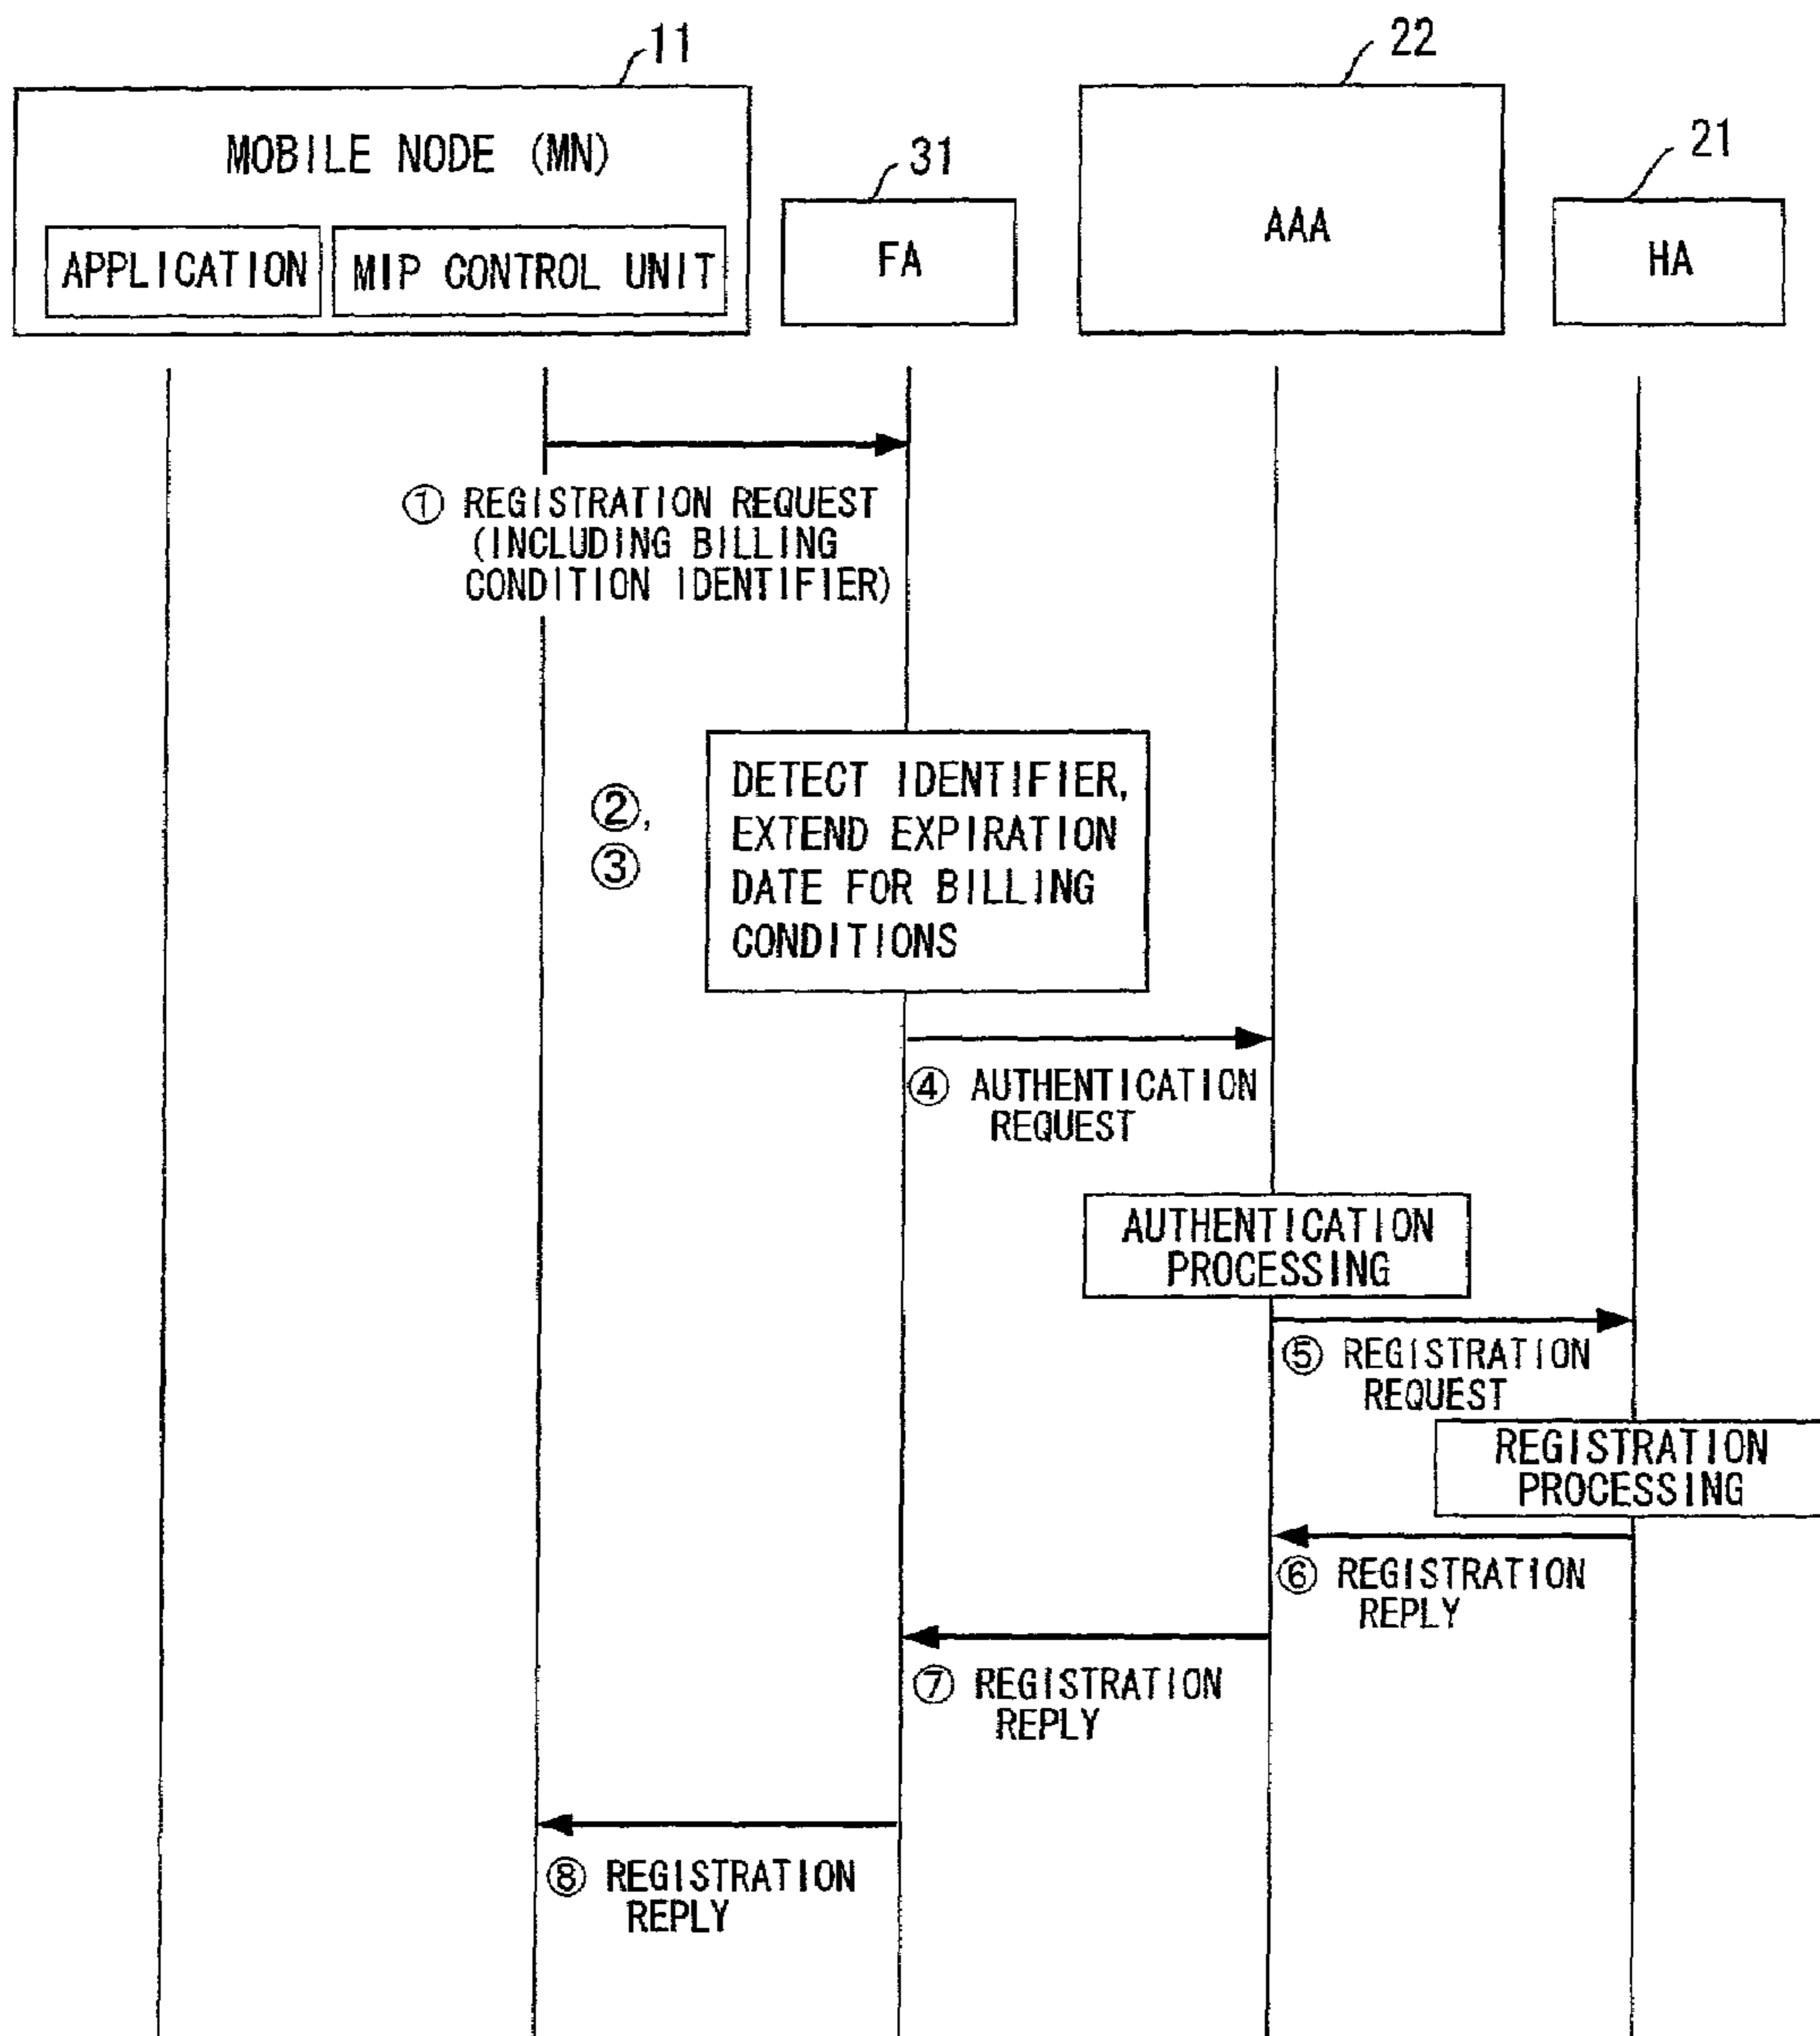 11
22
MOBILE NODE (MN)
31
21
AAA
APPLICATION
MIP CONTROL UNIT
FA
HA
① REGISTRATION REQUEST
(INCLUDING BILLING
CONDITION IDENTIFIER)
②,
③
DETECT IDENTIFIER,
EXTEND EXPIRATION
DATE FOR BILLING
CONDITIONS
④ AUTHENTICATION
REQUEST
AUTHENTICATION
PROCESSING
⑤ REGISTRATION
REQUEST
REGISTRATION
PROCESSING
⑥ REGISTRATION
REPLY
⑦ REGISTRATION
REPLY
⑧ REGISTRATION
REPLY